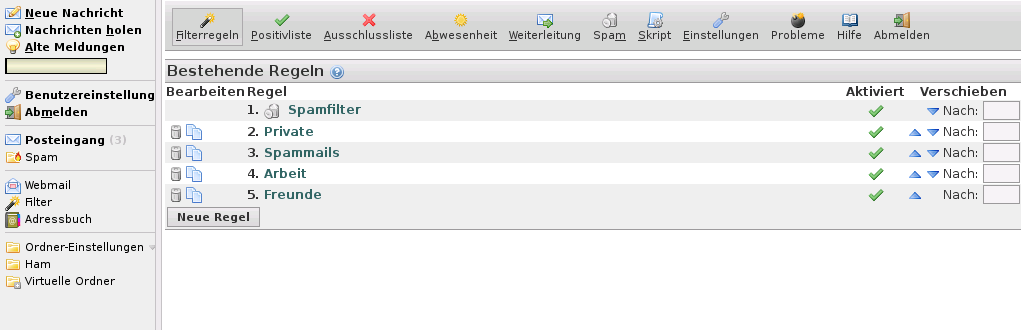 Neue Nachricht
Nachrichten holen
Alte Meldungen
Benutzereinstellung
Abmelden
Posteingang (3)
Spam
Webmail
Filter
Adressbuch
Ordner-Einstellungen
Ham
Virtuelle Ordner
Filterregeln Positivliste Ausschlussliste Abwesenheit Weiterleitung Spam Skript Einstellungen Probleme Hilfe Abmelden
Bestehende Regeln
Bearbeiten Regel Aktiviert Verschieben
1. Spamfilter Nach:
2. Private Nach:
3. Spammails Nach:
4. Arbeit Nach:
5. Freunde Nach:
Neue Regel